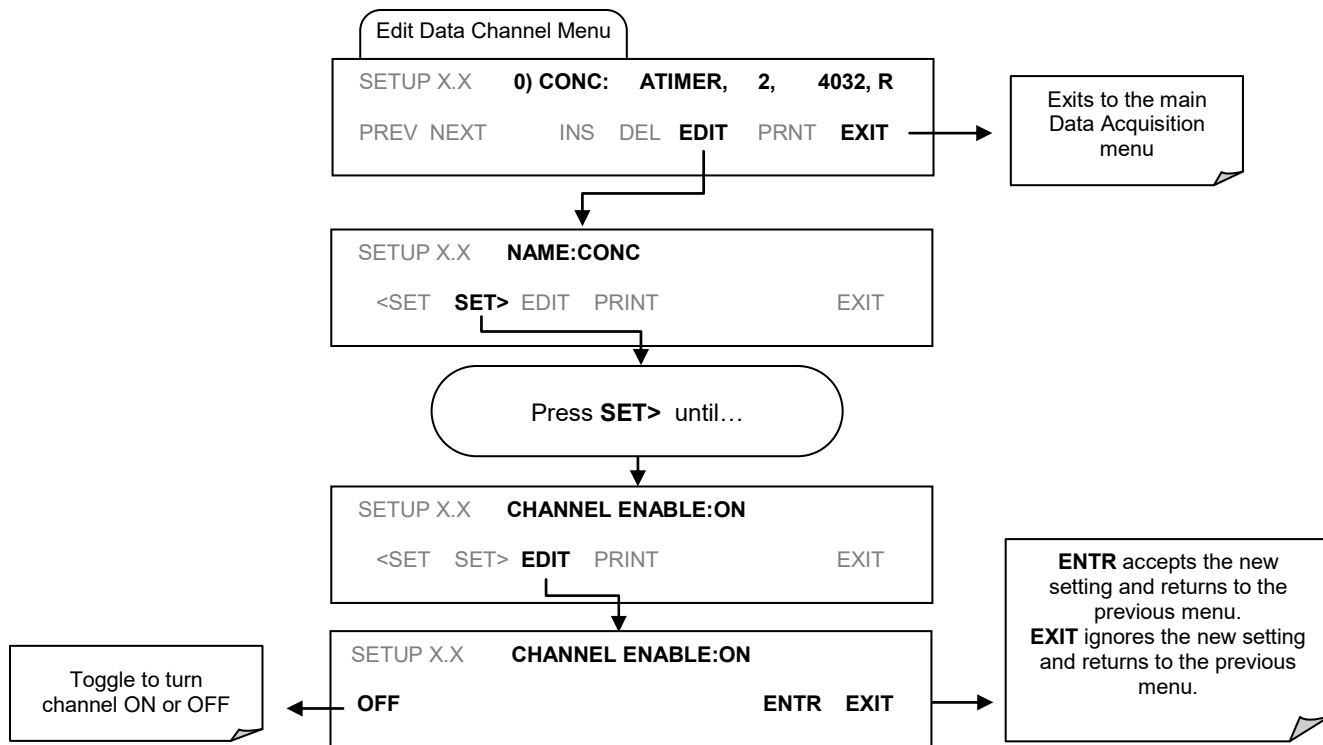 Edit Data Channel Menu
SETUP X.X 0) CONC: ATIMER, 2, 4032, R
PREV NEXT INS DEL EDIT PRNT EXIT
Exits to the main
Data Acquisition
menu
SETUP X.X NAME:CONC
<SET SET> EDIT PRINT EXIT
Press SET> until…
SETUP X.X CHANNEL ENABLE:ON
<SET SET> EDIT PRINT EXIT
SETUP X.X CHANNEL ENABLE:ON
OFF ENTR EXIT
Toggle to turn
channel ON or OFF
ENTR accepts the new
setting and returns to the
previous menu.
EXIT ignores the new setting
and returns to the previous
menu.